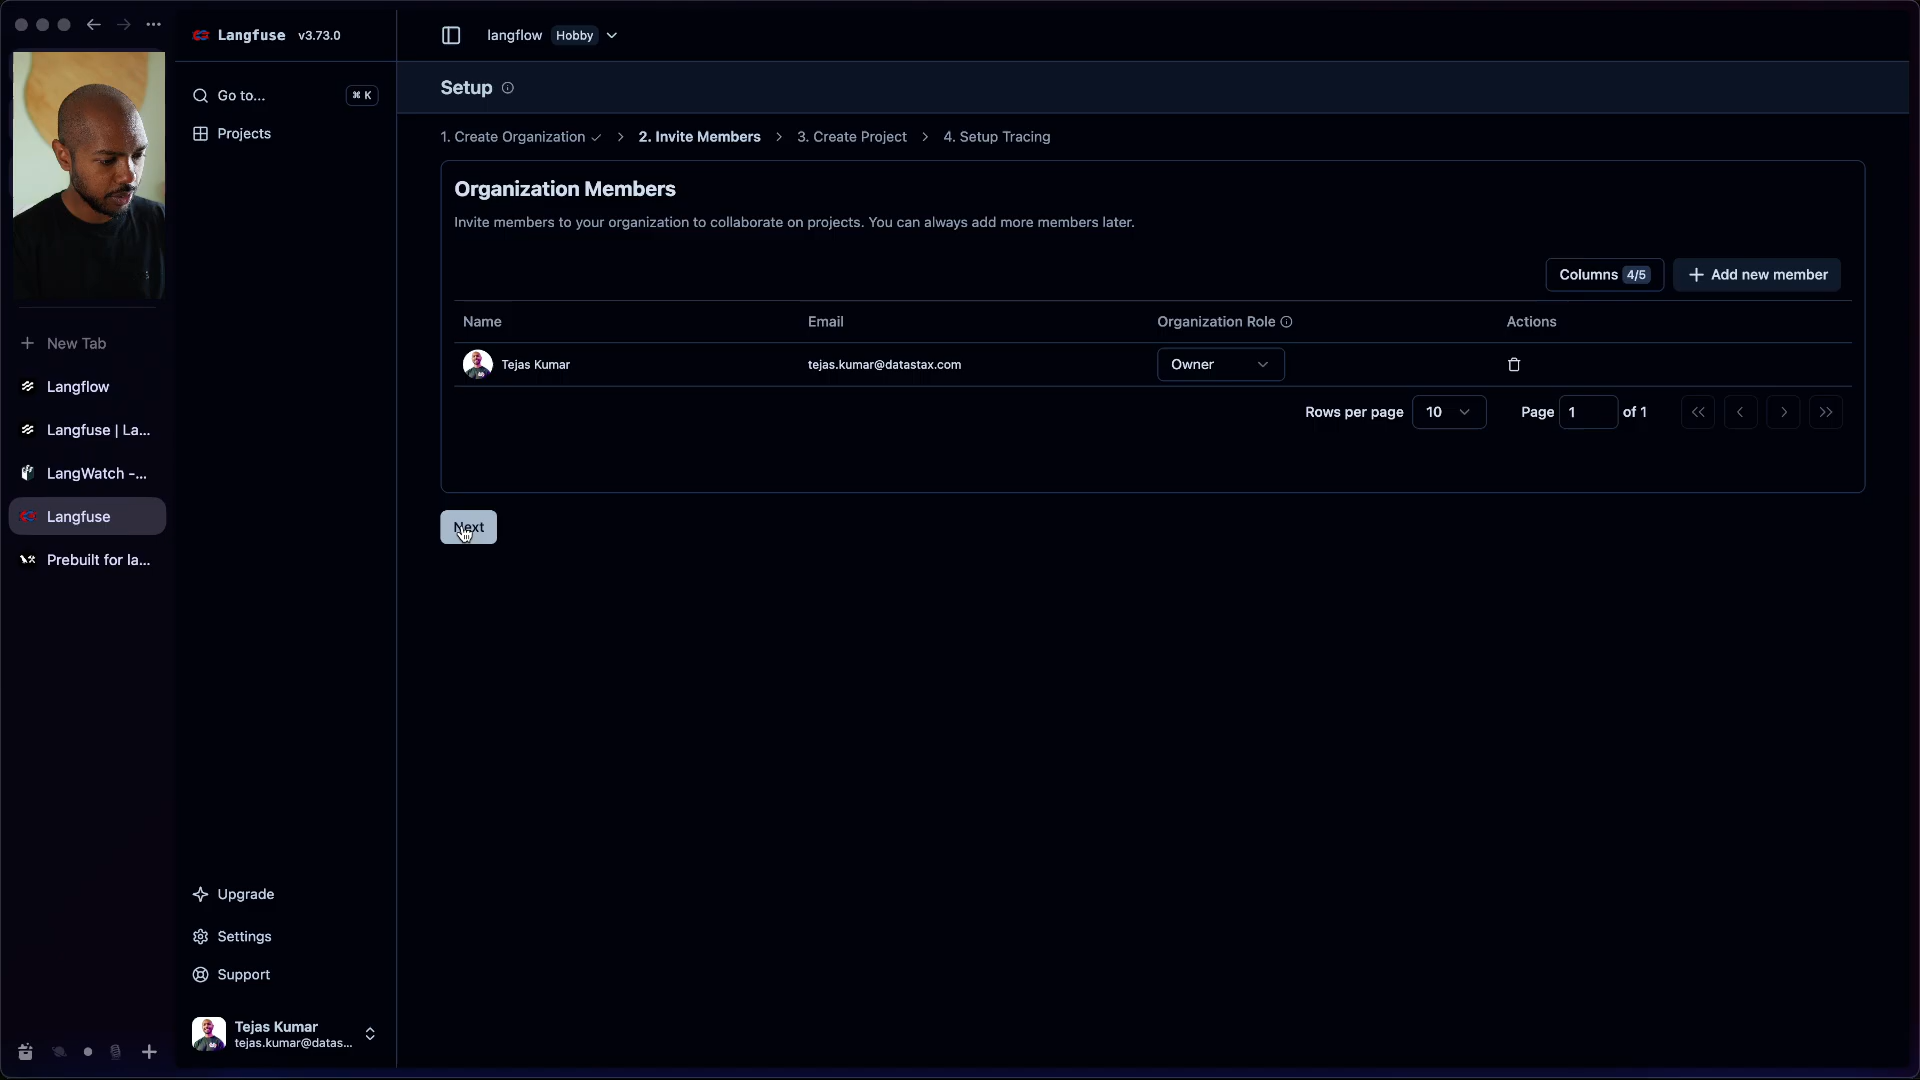 Langfuse v3.73.0
langflow Hobby
Go to... ⌘ K
Projects
Setup
1. Create Organization ✓ > 2. Invite Members > 3. Create Project > 4. Setup Tracing
Organization Members
Invite members to your organization to collaborate on projects. You can always add more members later.
Columns 4/5 + Add new member
Name Email Organization Role Actions
Tejas Kumar tejas.kumar@datastax.com Owner
Rows per page 10 Page 1 of 1
Next
+ New Tab
Langflow
Langfuse | La...
LangWatch -...
Langfuse
Prebuilt for la...
Upgrade
Settings
Support
Tejas Kumar
tejas.kumar@datas...